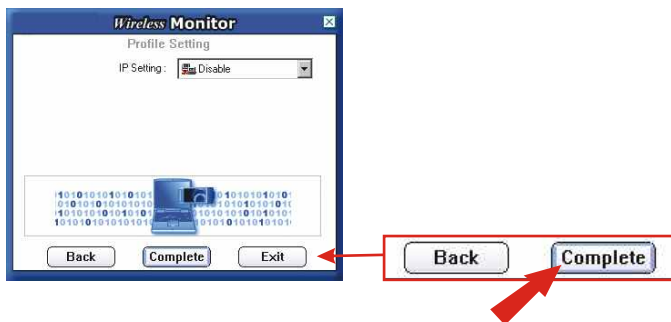 Wireless Monitor
Profile Setting
IP Setting: Disable
Back Complete Exit
Back Complete